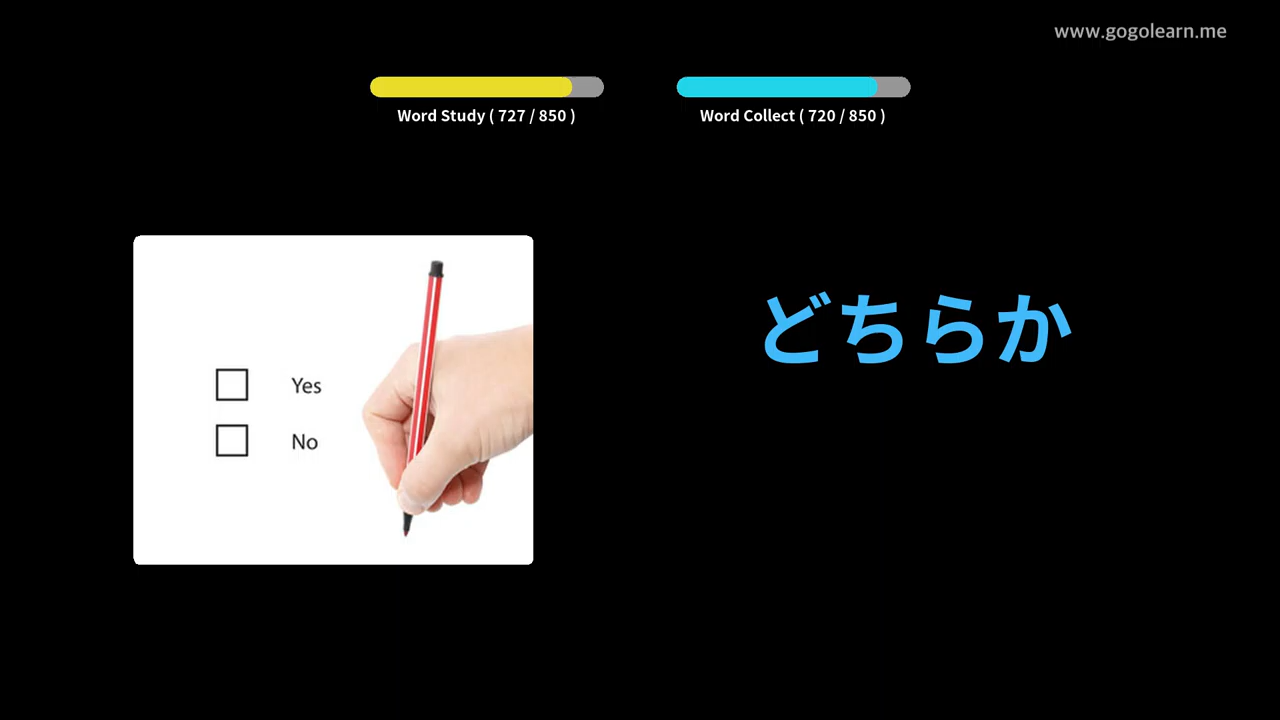 www.gogolearn.me
Word Study ( 727 / 850 )
Word Collect ( 720 / 850 )
Yes
No
どちらか